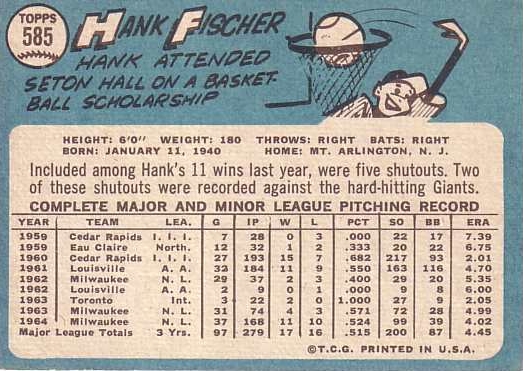 TOPPS
585
HANK FISCHER
HANK ATTENDED
SETON HALL ON A BASKET-
BALL SCHOLARSHIP
HEIGHT: 6'0" WEIGHT: 180 THROWS: RIGHT BATS: RIGHT
BORN: JANUARY 11, 1940 HOME: MT. ARLINGTON, N. J.
Included among Hank's 11 wins last year, were five shutouts. Two
of these shutouts were recorded against the hard-hitting Giants.
COMPLETE MAJOR AND MINOR LEAGUE PITCHING RECORD
YEAR TEAM LEA. G IP W L PCT SO BB ERA
1959 Cedar Rapids I. I. I. 7 28 0 3 .000 22 17 7.39
1959 Eau Claire North. 12 32 1 2 .333 20 22 6.75
1960 Cedar Rapids I. I. I. 27 193 15 7 .682 217 93 2.01
1961 Louisville A. A. 33 184 11 9 .550 163 116 4.70
1962 Milwaukee N. L. 29 37 2 3 .400 29 20 5.35
1962 Louisville A. A. 2 9 0 1 .000 9 8 6.00
1963 Toronto Int. 3 22 2 0 1.000 27 9 2.05
1963 Milwaukee N. L. 31 74 4 3 .571 72 28 4.99
1964 Milwaukee N. L. 37 168 11 10 .524 99 39 4.02
Major League Totals 3 Yrs. 97 279 17 16 .515 200 87 4.45
©T.C.G. PRINTED IN U.S.A.